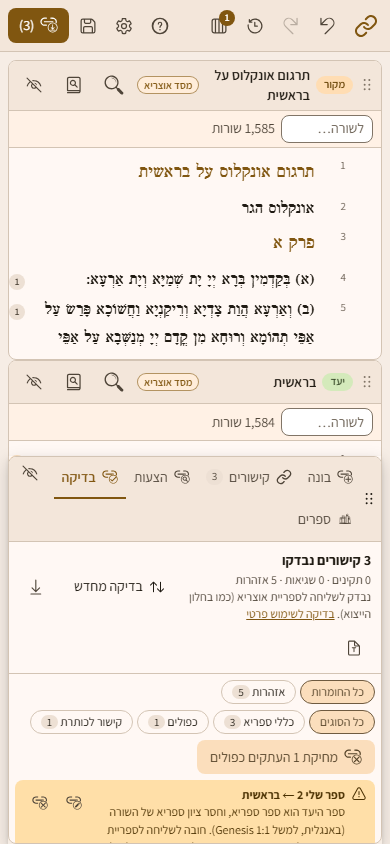 (3)
1
מקור
תרגום אונקלוס על
בראשית
מסד אוצריא
לשורה...
1,585 שורות
1
תרגום אונקלוס על בראשית
2
אונקלוס הגר
3
פרק א
4
(א) בְּקַדְמִין בְּרָא יְיָ יָת שְׁמַיָּא וְיָת אַרְעָא:
1
5
(ב) וְאַרְעָא הֲוַת צָדְיָא וְרֵיקַנְיָא וַחֲשׁוֹכָא פָּרֵשׂ עַל
1
אַפֵּי תְהוֹמָא וְרוּחָא מִן קֳדָם יְיָ מְנַשְּׁבָא עַל אַפֵּי
יעד
בראשית
מסד אוצריא
לשורה...
1,584 שורות
בונה
קישורים 3
הצעות
בדיקה
ספרים
3 קישורים נבדקו
0 תקינים · 0 שגיאות · 5 אזהרות
נבדק לשליחה לספריית אוצריא (כמו בחלון
הייצוא). בדיקה לשימוש פרטי
בדיקה מחדש
כל החומרות
אזהרות 5
כל הסוגים
כללי ספריא 3
כפולים 1
קישור לכותרת 1
מחיקת 1 העתקים כפולים
ספר שלי 2 ← בראשית
ספר היעד הוא ספר ספריא, וחסר ציון ספריא של השורה
(באנגלית, למשל Genesis 1:1). חובה לשליחה לספריית